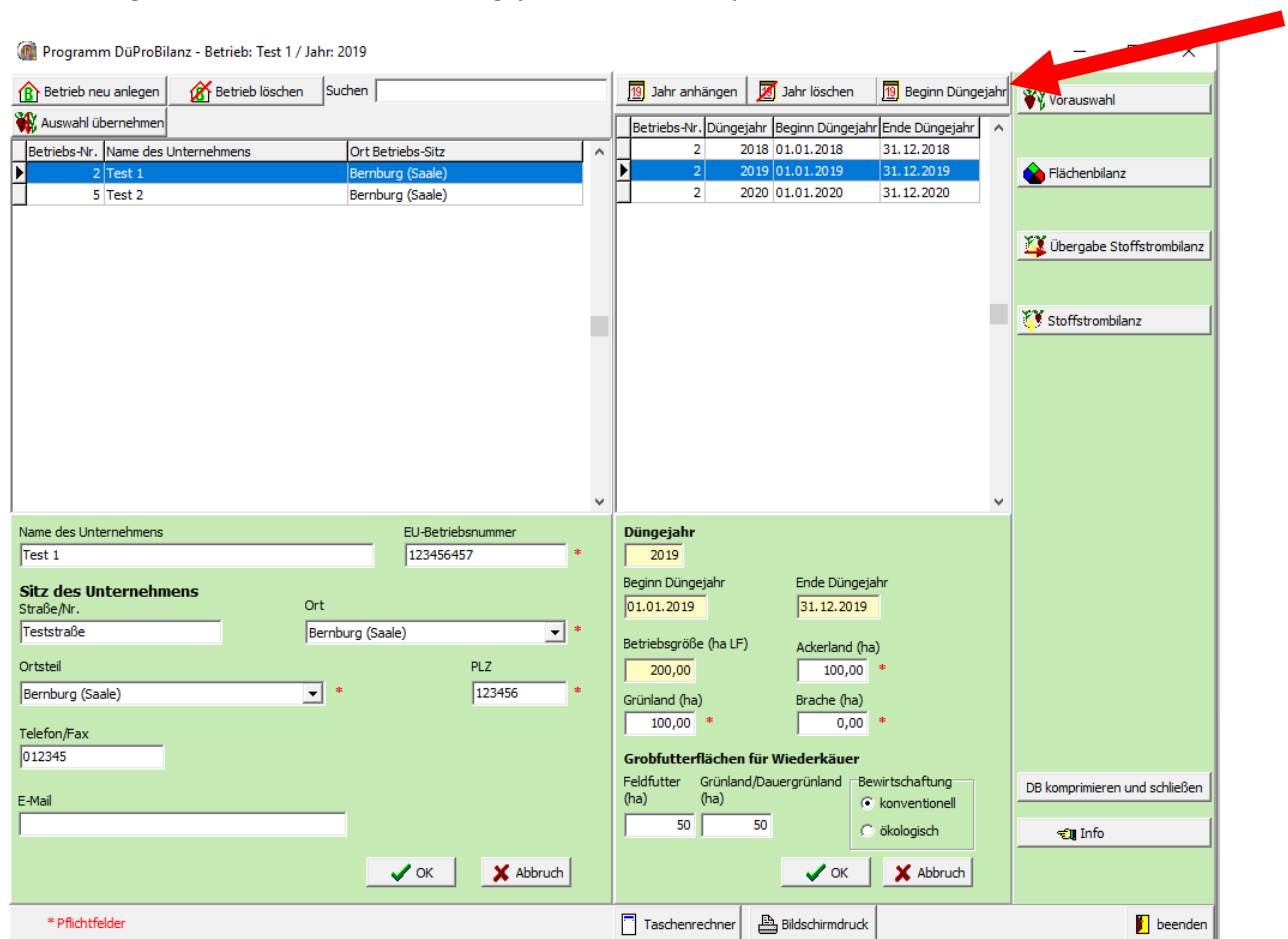 Programm DüProBilanz - Betrieb: Test 1 / Jahr: 2019
Betrieb neu anlegen
Betrieb löschen
Suchen
Auswahl übernehmen
Betriebs-Nr. Name des Unternehmens Ort Betriebs-Sitz
2 Test 1 Bernburg (Saale)
5 Test 2 Bernburg (Saale)
Name des Unternehmens
EU-Betriebsnummer
Test 1
123456457 *
Sitz des Unternehmens
Straße/Nr.
Ort
Teststraße
Bernburg (Saale) *
Ortsteil
PLZ
Bernburg (Saale) *
123456 *
Telefon/Fax
012345
E-Mail
OK
Abbruch
19 Jahr anhängen
19 Jahr löschen
19 Beginn Düngejahr
Betriebs-Nr. Düngejahr Beginn Düngejahr Ende Düngejahr
2 2018 01.01.2018 31.12.2018
2 2019 01.01.2019 31.12.2019
2 2020 01.01.2020 31.12.2020
Düngejahr
2019
Beginn Düngejahr
Ende Düngejahr
01.01.2019
31.12.2019
Betriebsgröße (ha LF)
Ackerland (ha)
200,00
100,00 *
Grünland (ha)
Brache (ha)
100,00 *
0,00 *
Grobfutterflächen für Wiederkäuer
Feldfutter (ha)
Grünland/Dauergrünland (ha)
Bewirtschaftung
konventionell
50
50
ökologisch
OK
Abbruch
Vorauswahl
Flächenbilanz
Übergabe Stoffstrombilanz
Stoffstrombilanz
DB komprimieren und schließen
Info
* Pflichtfelder
Taschenrechner
Bildschirmdruck
beenden